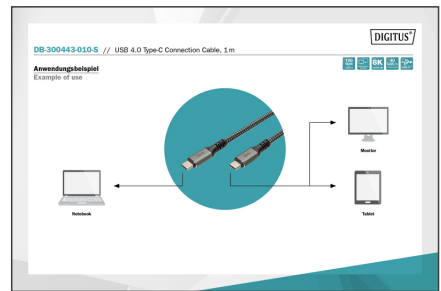 DIGITUS®
DB-300443-010-S // USB 4.0 Type-C Connection Cable, 1 m
Anwendungsbeispiel
Example of use
8K
Monitor
Notebook
Tablet